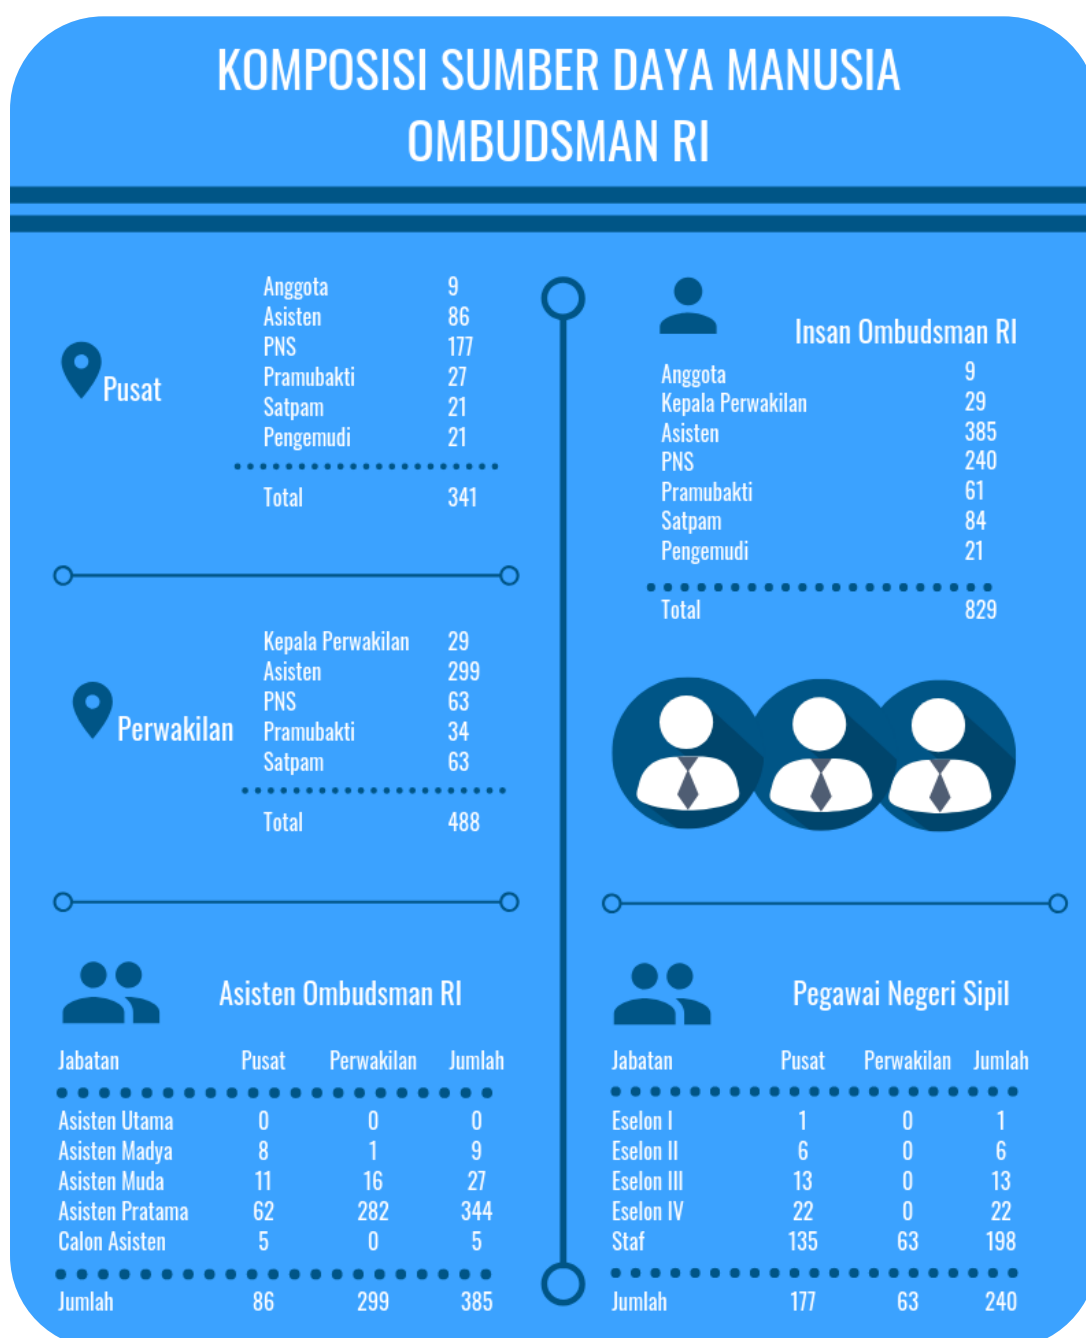 KOMPOSISI SUMBER DAYA MANUSIA
OMBUDSMAN RI
Pusat
Anggota 9
Asisten 86
PNS 177
Pramubakti 27
Satpam 21
Pengemudi 21
Total 341
Perwakilan
Kepala Perwakilan 29
Asisten 299
PNS 63
Pramubakti 34
Satpam 63
Total 488
Insan Ombudsman RI
Anggota 9
Kepala Perwakilan 29
Asisten 385
PNS 240
Pramubakti 61
Satpam 84
Pengemudi 21
Total 829
Asisten Ombudsman RI
Jabatan Pusat Perwakilan Jumlah
Asisten Utama 0 0 0
Asisten Madya 8 1 9
Asisten Muda 11 16 27
Asisten Pratama 62 282 344
Calon Asisten 5 0 5
Jumlah 86 299 385
Pegawai Negeri Sipil
Jabatan Pusat Perwakilan Jumlah
Eselon I 1 0 1
Eselon II 6 0 6
Eselon III 13 0 13
Eselon IV 22 0 22
Staf 135 63 198
Jumlah 177 63 240